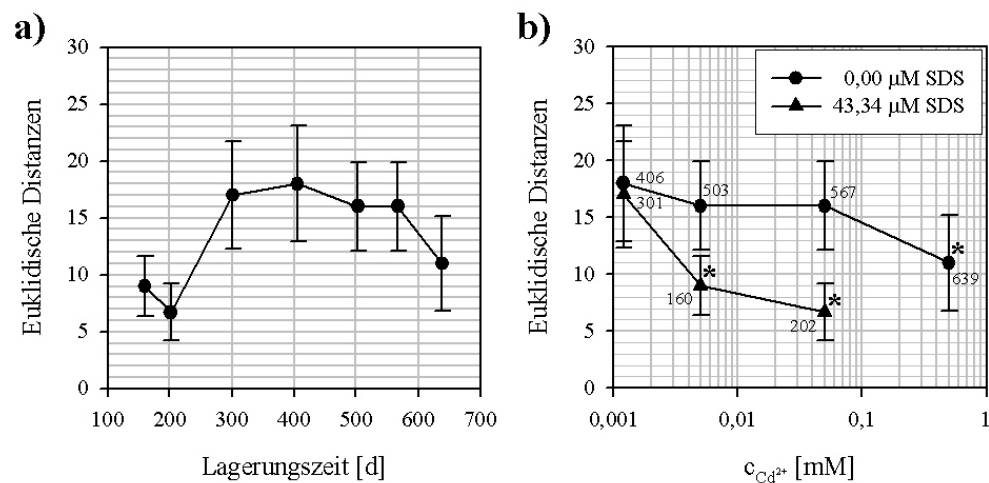 a)
30
25
20
15
10
5
0
Euklidische Distanzen
100 200 300 400 500 600 700
Lagerungszeit [d]
b)
30
25
20
15
10
5
0
Euklidische Distanzen
0,00 µM SDS
43,34 µM SDS
406
301
503
567
*
639
*
160
*
202
0,001 0,01 0,1 1
c Cd²⁺ [mM]